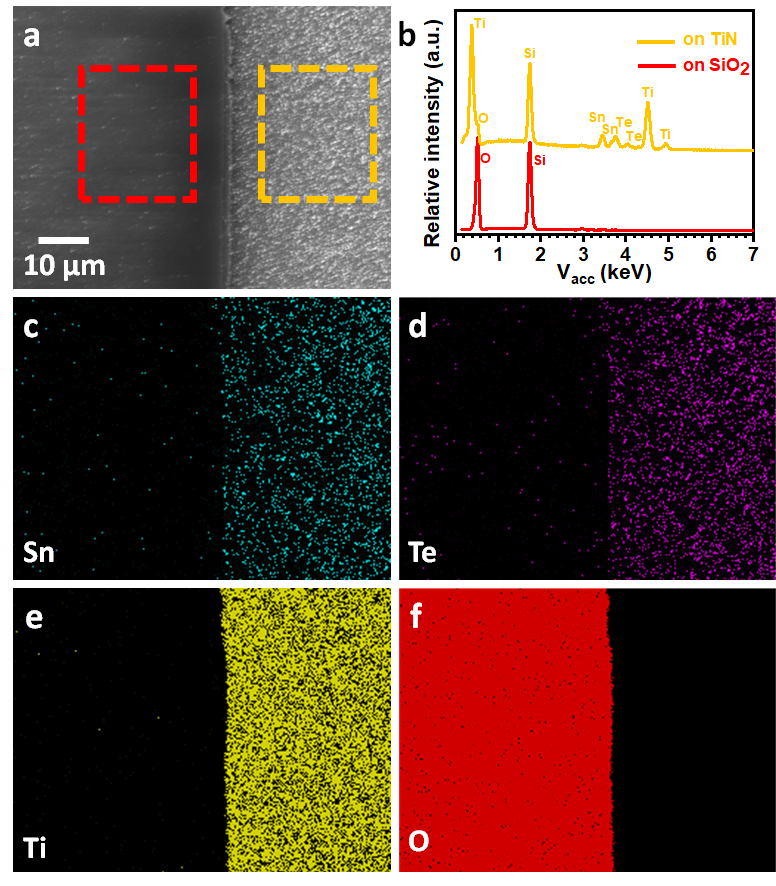 a
10 μm
b
Relative intensity (a.u.)
on TiN
on SiO₂
Ti
O
Si
Sn
Sn
Te
Te
Ti
Ti
O
Si
0 1 2 3 4 5 6 7
Vacc (keV)
c
Sn
d
Te
e
Ti
f
O